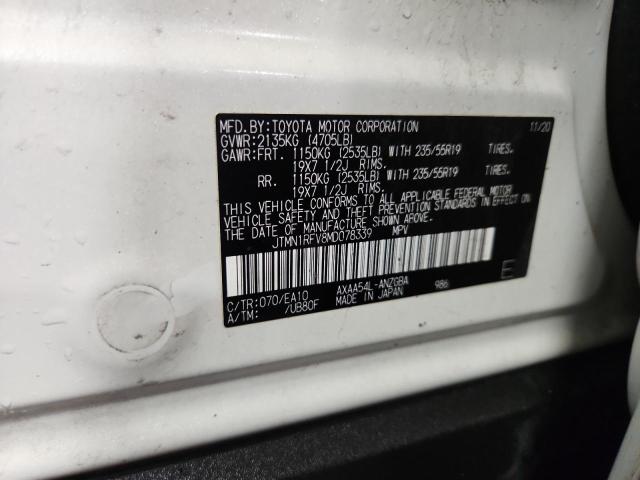 MFD.BY:TOYOTA MOTOR CORPORATION 11/20
GVWR:2135KG (4705LB)
GAWR:FRT. 1150KG (2535LB) WITH 235/55R19 TIRES.
19X7 1/2J RIMS.
RR. 1150KG (2535LB) WITH 235/55R19 TIRES.
19X7 1/2J RIMS.
THIS VEHICLE CONFORMS TO ALL APPLICABLE FEDERAL MOTOR
VEHICLE SAFETY AND THEFT PREVENTION STANDARDS IN EFFECT ON
THE DATE OF MANUFACTURE SHOWN ABOVE.
JTMN1RFV8MD078339 MPV
C/TR:070/EA10 AXAA54L-ANZGBA 986 E
A/TM: /UB80F MADE IN JAPAN